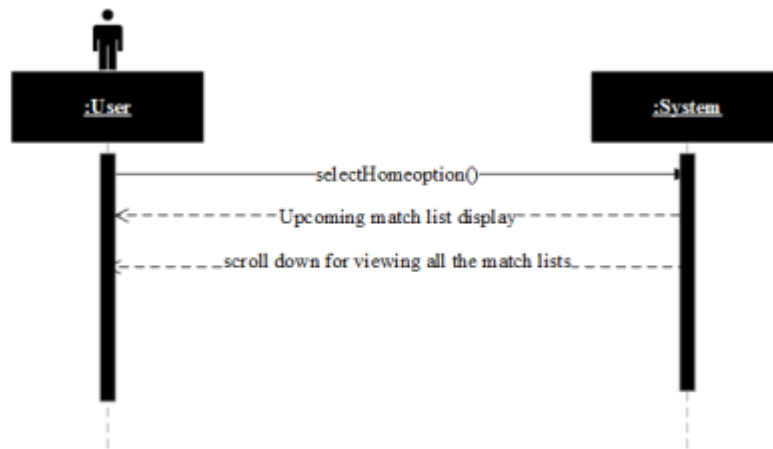 :User
:System
selectHomeoption()
Upcoming match list display
scroll down for viewing all the match lists